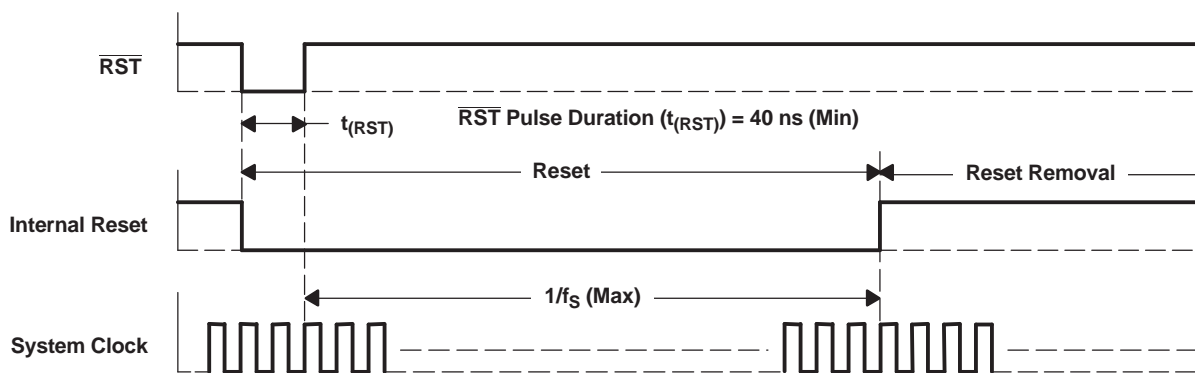 RST
t(RST)
RST Pulse Duration (t(RST)) = 40 ns (Min)
Reset
Reset Removal
Internal Reset
1/fS (Max)
System Clock